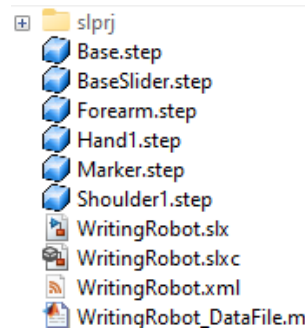 slprj
Base.step
BaseSlider.step
Forearm.step
Hand1.step
Marker.step
Shoulder1.step
WritingRobot.slx
WritingRobot.slxc
WritingRobot.xml
WritingRobot_DataFile.m